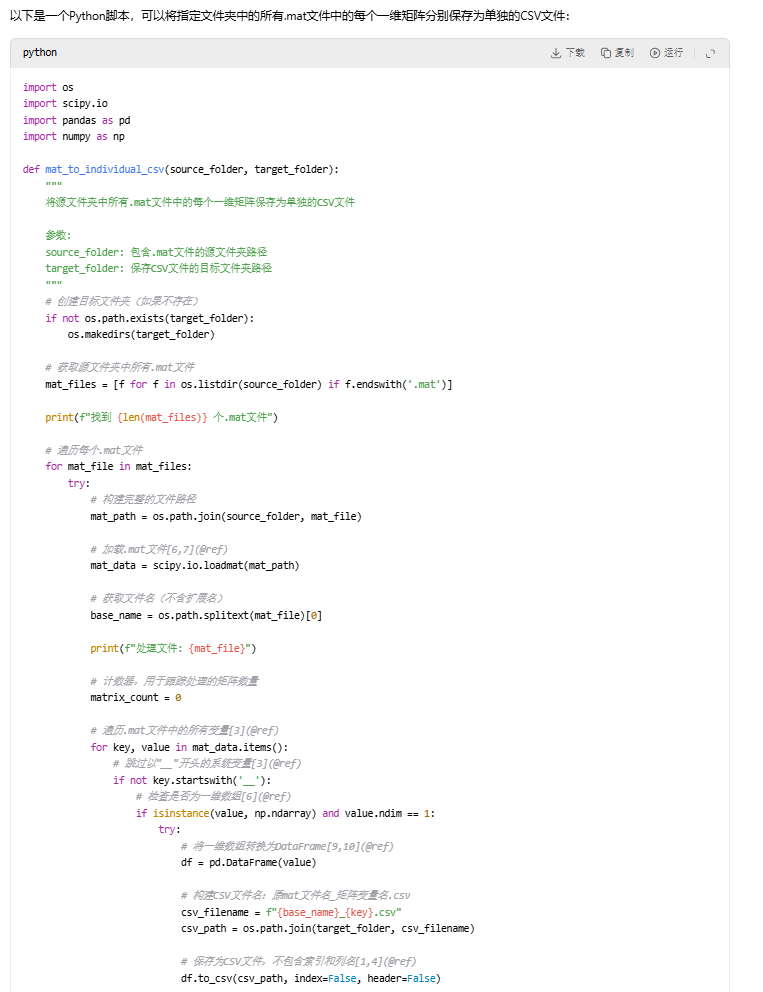 以下是一个Python脚本，可以将指定文件夹中的所有.mat文件中的每个一维矩阵分别保存为单独的CSV文件：
python 下载 复制 运行
import os
import scipy.io
import pandas as pd
import numpy as np
def mat_to_individual_csv(source_folder, target_folder):
    """
    将源文件夹中所有.mat文件中的每个一维矩阵保存为单独的CSV文件
    参数:
    source_folder: 包含.mat文件的源文件夹路径
    target_folder: 保存CSV文件的目标文件夹路径
    """
    # 创建目标文件夹（如果不存在）
    if not os.path.exists(target_folder):
        os.makedirs(target_folder)
    # 获取源文件夹中所有.mat文件
    mat_files = [f for f in os.listdir(source_folder) if f.endswith('.mat')]
    print(f"找到 {len(mat_files)} 个.mat文件")
    # 遍历每个.mat文件
    for mat_file in mat_files:
        try:
            # 构建完整的文件路径
            mat_path = os.path.join(source_folder, mat_file)
            # 加载.mat文件[6,7](@ref)
            mat_data = scipy.io.loadmat(mat_path)
            # 获取文件名（不含扩展名）
            base_name = os.path.splitext(mat_file)[0]
            print(f"处理文件: {mat_file}")
            # 计数器，用于跟踪处理的矩阵数量
            matrix_count = 0
            # 遍历.mat文件中的所有变量[3](@ref)
            for key, value in mat_data.items():
                # 跳过以"__"开头的系统变量[3](@ref)
                if not key.startswith('__'):
                    # 检查是否为一维数组[6](@ref)
                    if isinstance(value, np.ndarray) and value.ndim == 1:
                        try:
                            # 将一维数组转换为DataFrame[9,10](@ref)
                            df = pd.DataFrame(value)
                            # 构建CSV文件名：原mat文件名_矩阵变量名.csv
                            csv_filename = f"{base_name}_{key}.csv"
                            csv_path = os.path.join(target_folder, csv_filename)
                            # 保存为CSV文件，不包含索引和列名[1,4](@ref)
                            df.to_csv(csv_path, index=False, header=False)